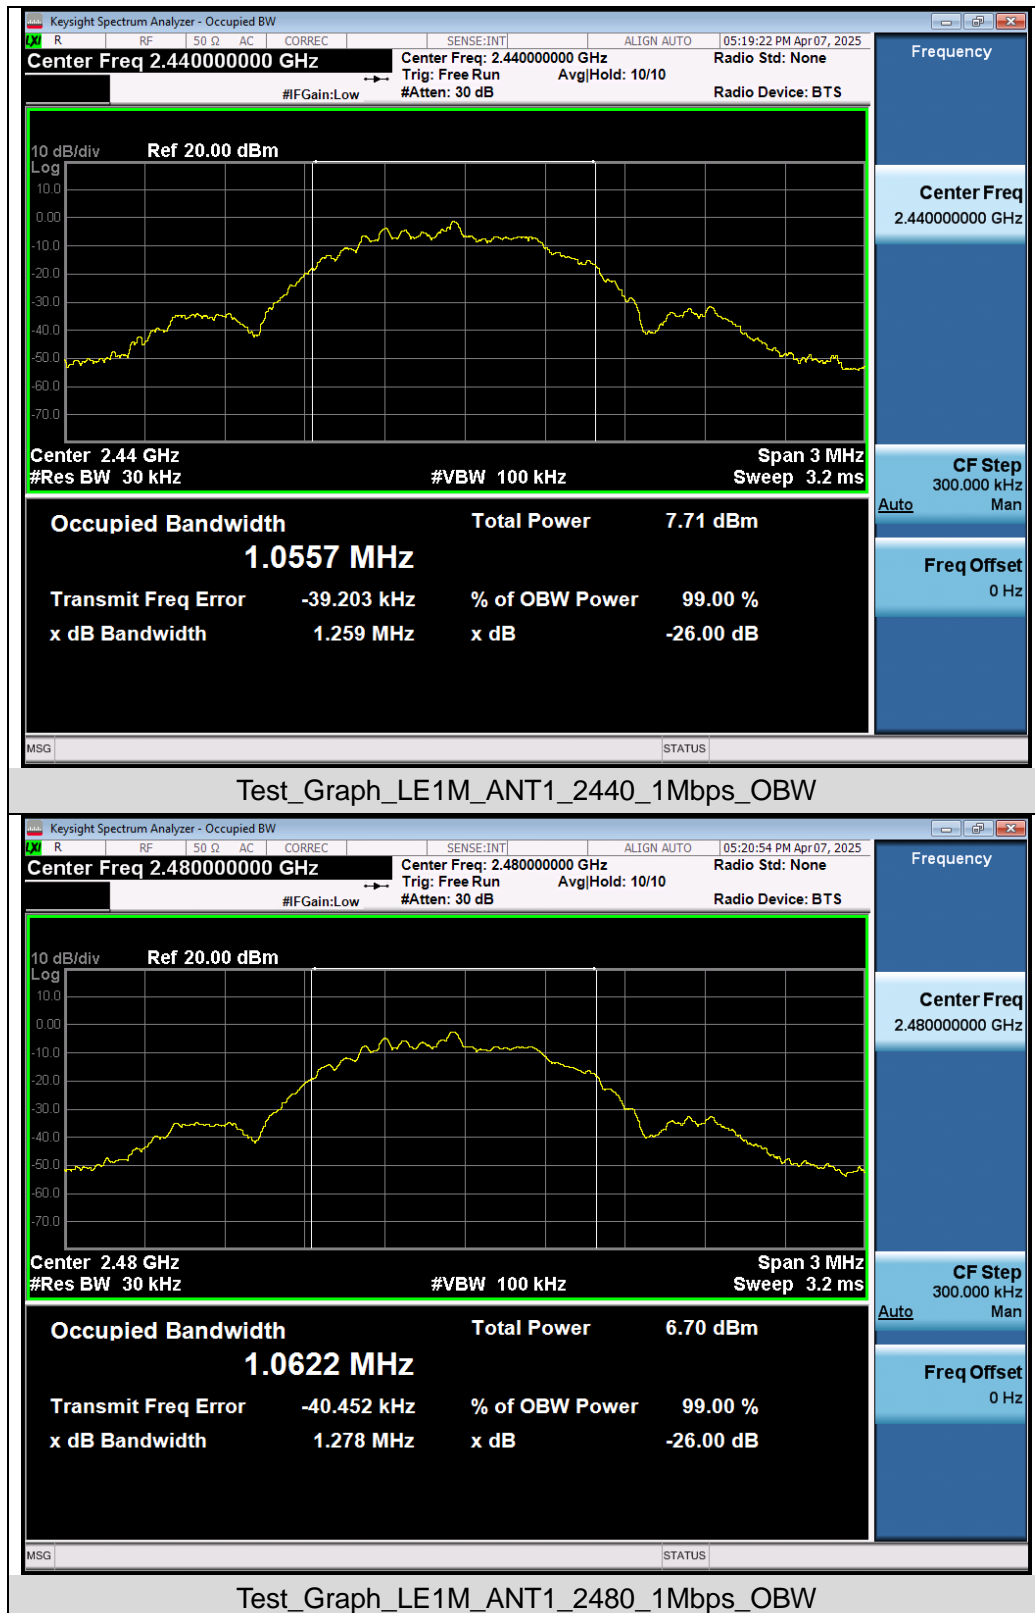 Keysight Spectrum Analyzer - Occupied BW
LXI R RF 50 Ω AC CORREC SENSE:INT ALIGN AUTO 05:19:22 PM Apr 07, 2025
Center Freq 2.440000000 GHz Center Freq: 2.440000000 GHz Radio Std: None
Trig: Free Run Avg|Hold: 10/10
#IFGain:Low #Atten: 30 dB Radio Device: BTS
Frequency
10 dB/div Ref 20.00 dBm
Log
10.0
0.00
-10.0
-20.0
-30.0
-40.0
-50.0
-60.0
-70.0
Center 2.44 GHz Span 3 MHz
#Res BW 30 kHz #VBW 100 kHz Sweep 3.2 ms
Center Freq
2.440000000 GHz
CF Step
300.000 kHz
Auto Man
Freq Offset
0 Hz
Occupied Bandwidth Total Power 7.71 dBm
1.0557 MHz
Transmit Freq Error -39.203 kHz % of OBW Power 99.00 %
x dB Bandwidth 1.259 MHz x dB -26.00 dB
MSG STATUS
Test_Graph_LE1M_ANT1_2440_1Mbps_OBW
Keysight Spectrum Analyzer - Occupied BW
LXI R RF 50 Ω AC CORREC SENSE:INT ALIGN AUTO 05:20:54 PM Apr 07, 2025
Center Freq 2.480000000 GHz Center Freq: 2.480000000 GHz Radio Std: None
Trig: Free Run Avg|Hold: 10/10
#IFGain:Low #Atten: 30 dB Radio Device: BTS
Frequency
10 dB/div Ref 20.00 dBm
Log
10.0
0.00
-10.0
-20.0
-30.0
-40.0
-50.0
-60.0
-70.0
Center 2.48 GHz Span 3 MHz
#Res BW 30 kHz #VBW 100 kHz Sweep 3.2 ms
Center Freq
2.480000000 GHz
CF Step
300.000 kHz
Auto Man
Freq Offset
0 Hz
Occupied Bandwidth Total Power 6.70 dBm
1.0622 MHz
Transmit Freq Error -40.452 kHz % of OBW Power 99.00 %
x dB Bandwidth 1.278 MHz x dB -26.00 dB
MSG STATUS
Test_Graph_LE1M_ANT1_2480_1Mbps_OBW